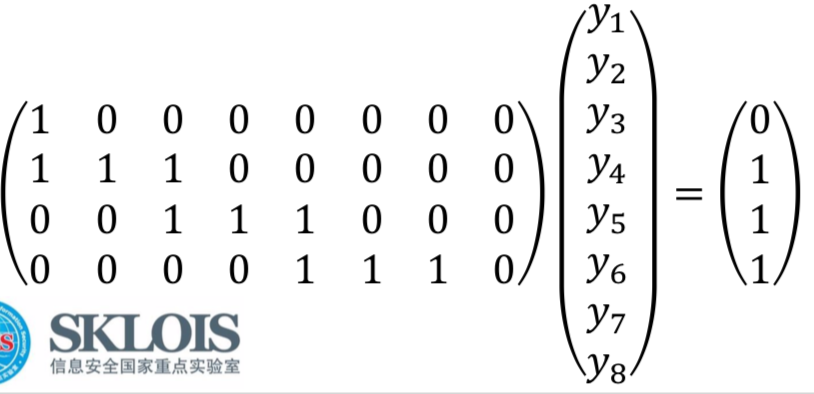 1 0 0 0 0 0 0 0
1 1 1 0 0 0 0 0
0 0 1 1 1 0 0 0
0 0 0 0 1 1 1 0
y₁
y₂
y₃
y₄
y₅
y₆
y₇
y₈
=
0
1
1
1
SKLOIS
信息安全国家重点实验室